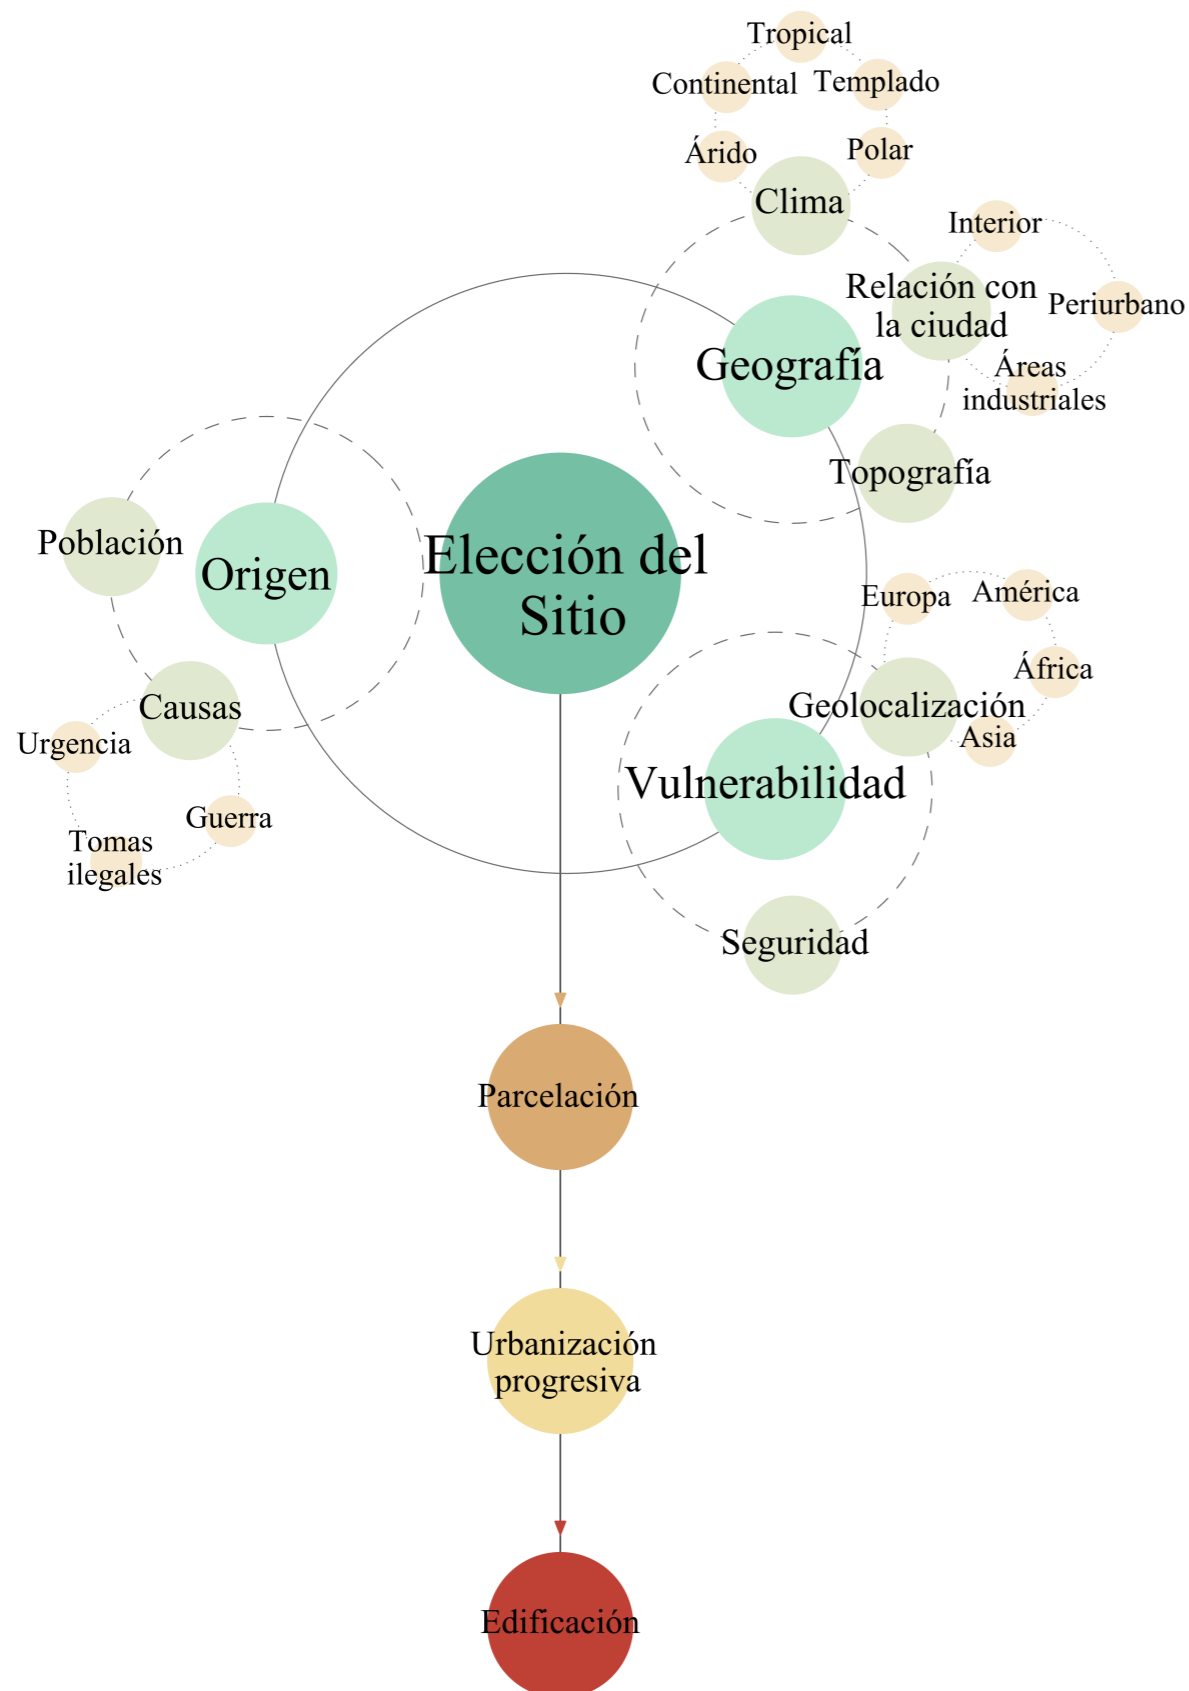 Tropical
Continental
Templado
Árido
Polar
Clima
Interior
Relación con
la ciudad
Periurbano
Áreas
industriales
Geografía
Topografía
Población
Origen
Elección del
Sitio
Europa
América
África
Geolocalización
Asia
Causas
Urgencia
Guerra
Tomas
ilegales
Vulnerabilidad
Seguridad
Parcelación
Urbanización
progresiva
Edificación